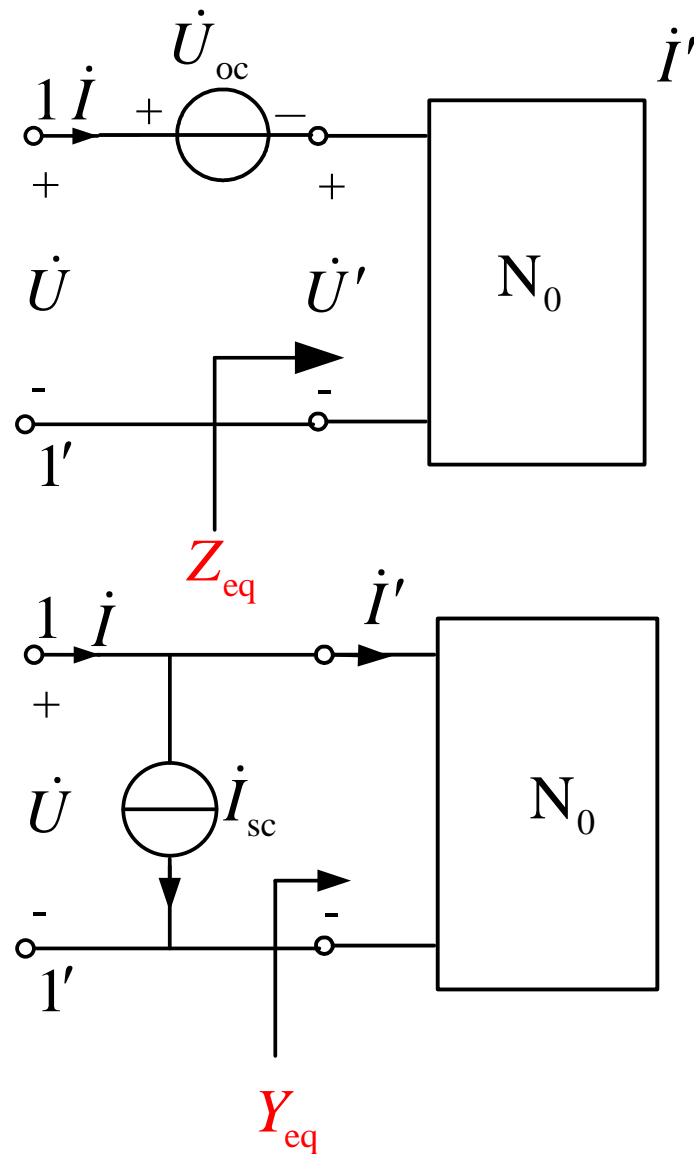 U̇oc
İ′
1 İ + −
+ +
U̇ U̇′ N0
- -
1′
Zeq
1 İ İ′
+
U̇ İsc N0
- -
1′
Yeq